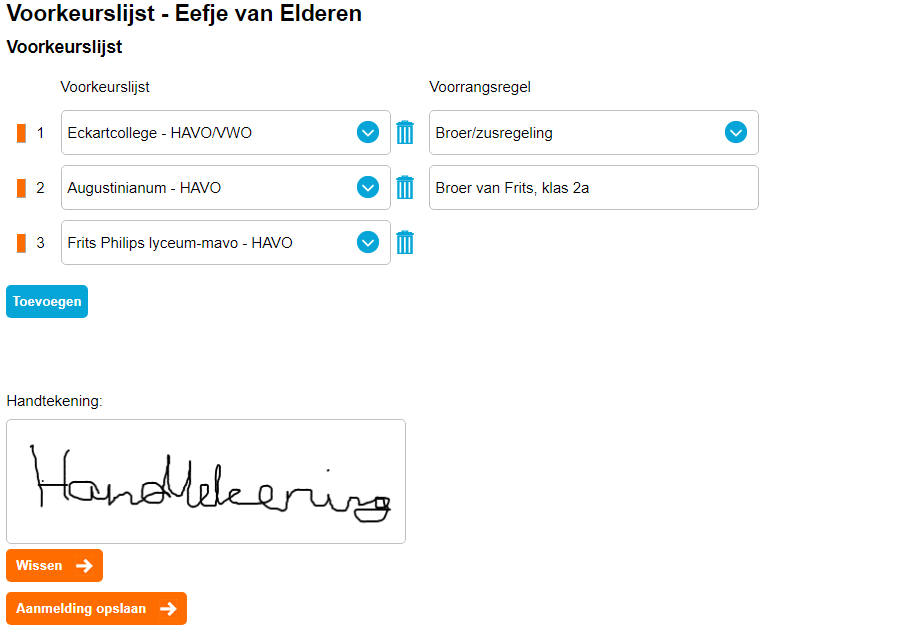 Voorkeurslijst - Eefje van Elderen
Voorkeurslijst
Voorkeurslijst Voorrangsregel
1 Eckartcollege - HAVO/VWO Broer/zusregeling
2 Augustinianum - HAVO Broer van Frits, klas 2a
3 Frits Philips lyceum-mavo - HAVO
Toevoegen
Handtekening:
Wissen
Aanmelding opslaan